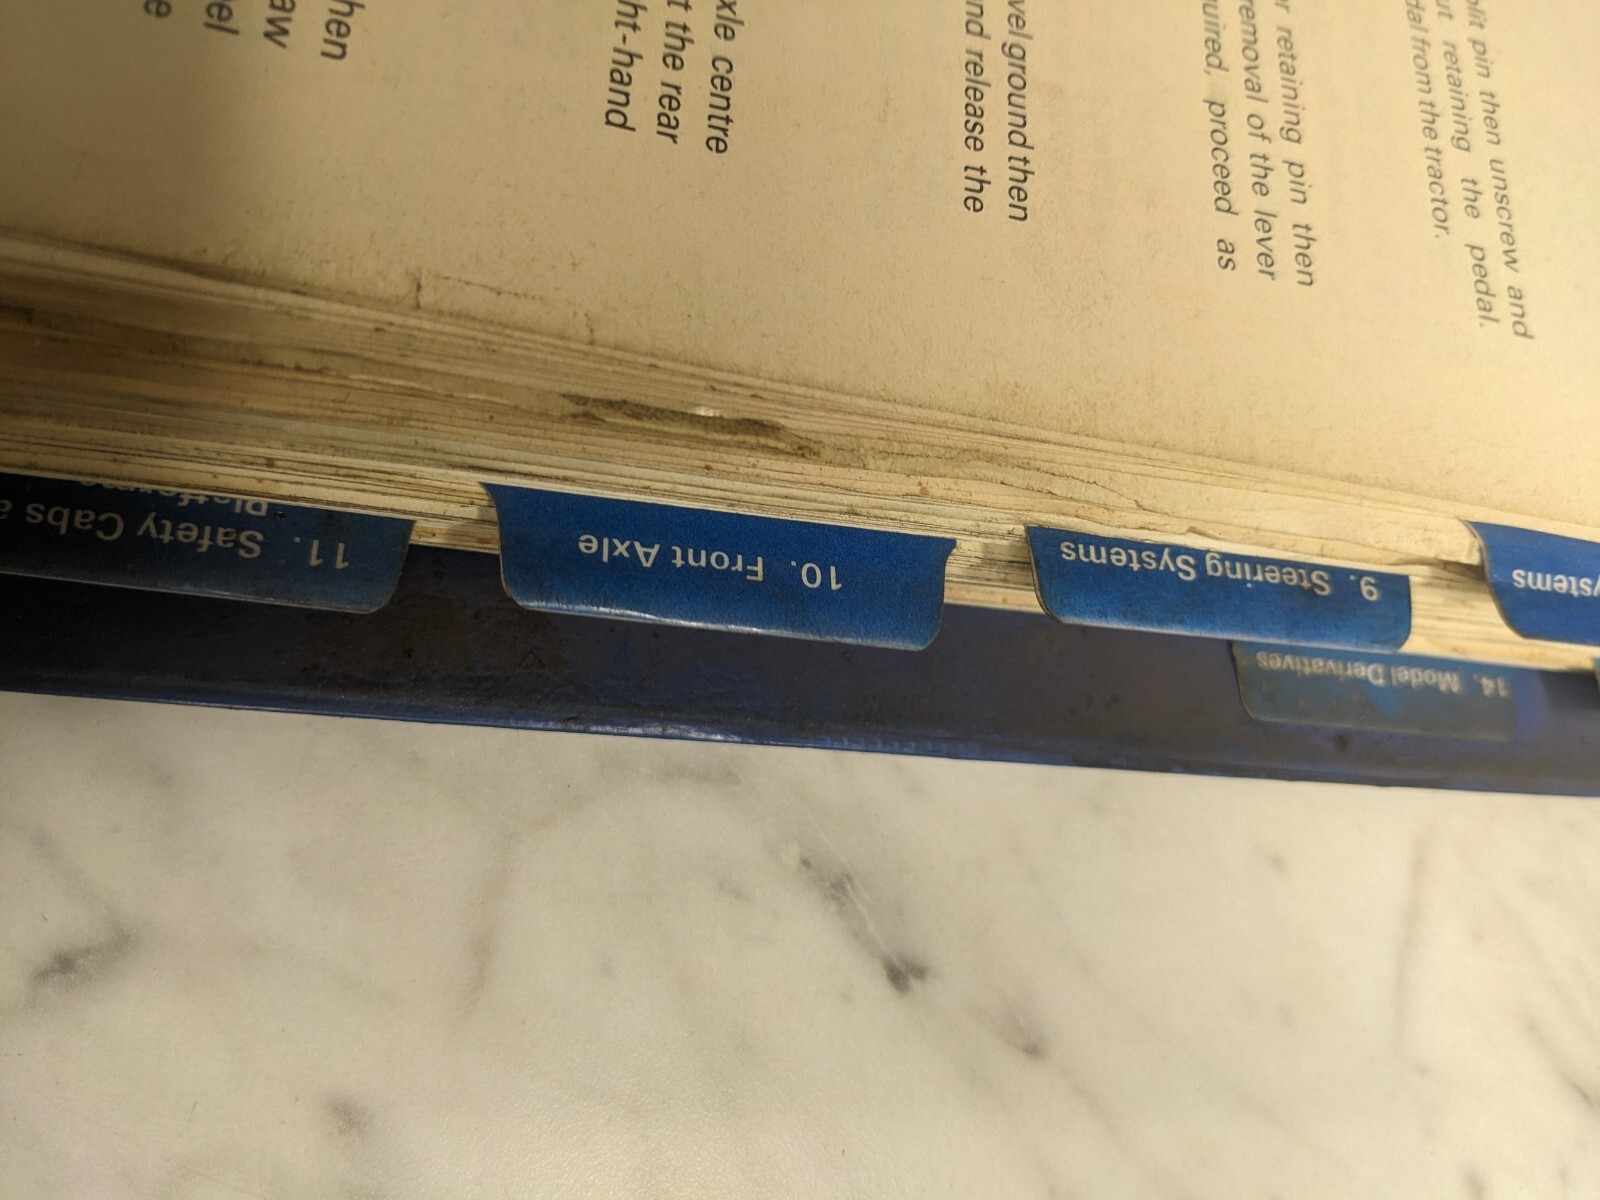 olit pin then unscrew and
ut retaining the pedal.
dal from the tractor.
r retaining pin then
removal of the lever
uired, proceed as
vel ground then
nd release the
xle centre
t the rear
ht-hand
hen
aw
el
e
11. Safety Cabs a
Platforms
10. Front Axle
9. Steering Systems
ystems
14. Model Derivatives